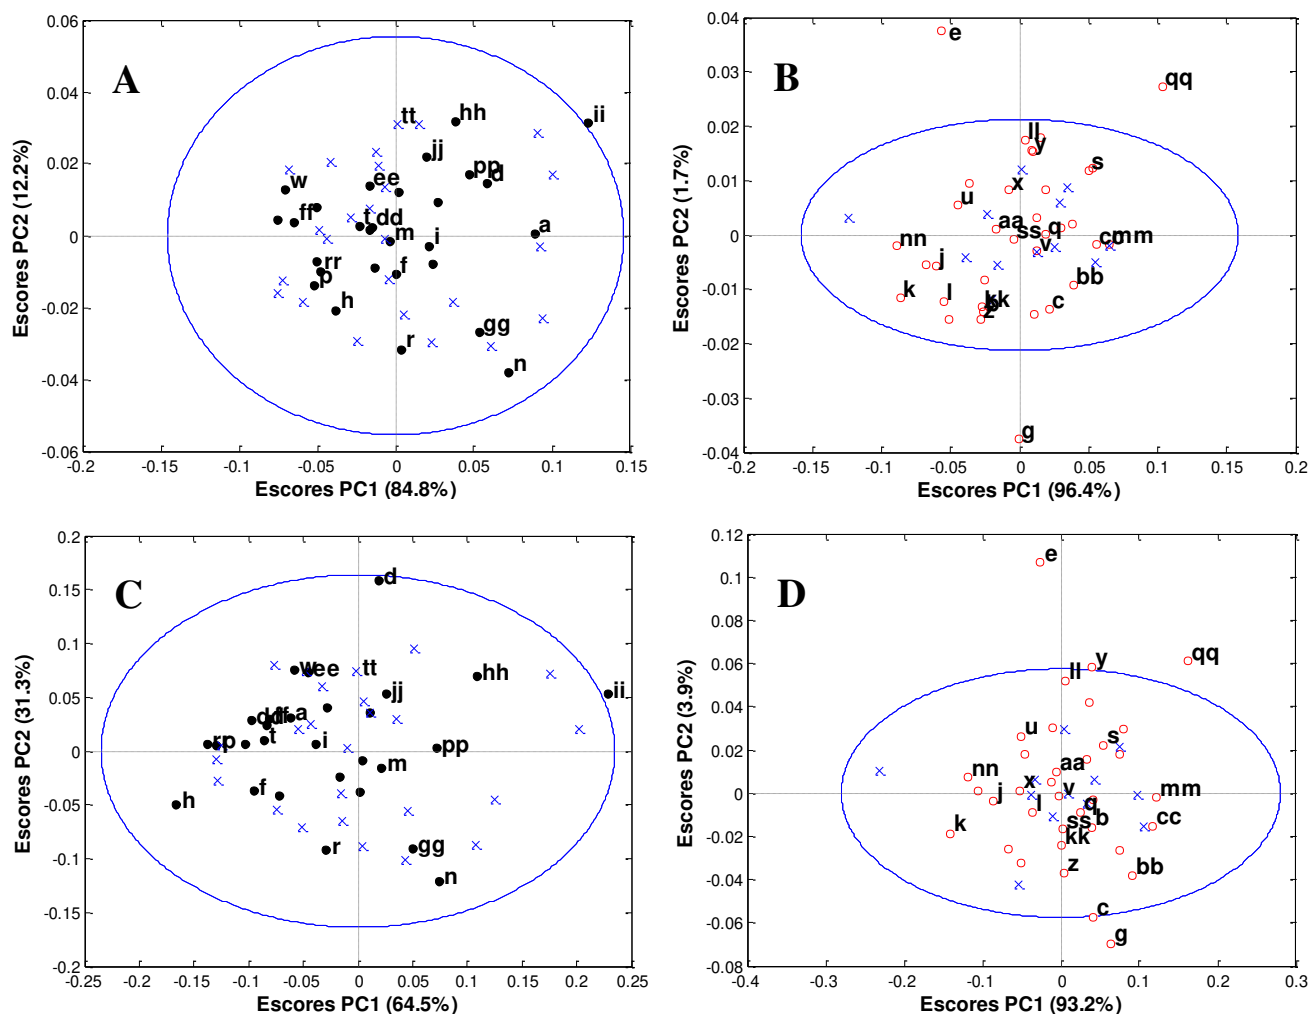 A
0.06
0.04
0.02
0
-0.02
-0.04
-0.06
-0.2
-0.15
-0.1
-0.05
0
0.05
0.1
0.15
Escores PC2 (12.2%)
Escores PC1 (84.8%)
tt
hh
ii
jj
pp
d
w
ee
ff
t
dd
m
i
a
rr
p
f
h
r
gg
n
B
0.04
0.03
0.02
0.01
0
-0.01
-0.02
-0.03
-0.04
-0.2
-0.15
-0.1
-0.05
0
0.05
0.1
0.15
0.2
Escores PC2 (1.7%)
Escores PC1 (96.4%)
e
qq
ll
y
s
x
u
aa
ss
q
v
cc
mm
nn
j
bb
k
l
kk
z
c
g
C
0.2
0.15
0.1
0.05
0
-0.05
-0.1
-0.15
-0.2
-0.25
-0.2
-0.15
-0.1
-0.05
0
0.05
0.1
0.15
0.2
0.25
Escores PC2 (31.3%)
Escores PC1 (64.5%)
d
w
ee
tt
hh
jj
ii
dd
ff
a
t
i
rr
p
pp
m
f
h
r
gg
n
D
0.12
0.1
0.08
0.06
0.04
0.02
0
-0.02
-0.04
-0.06
-0.08
-0.4
-0.3
-0.2
-0.1
0
0.1
0.2
0.3
Escores PC2 (3.9%)
Escores PC1 (93.2%)
e
y
qq
ll
u
s
aa
nn
x
j
v
mm
l
q
k
ss
b
cc
kk
z
bb
c
g